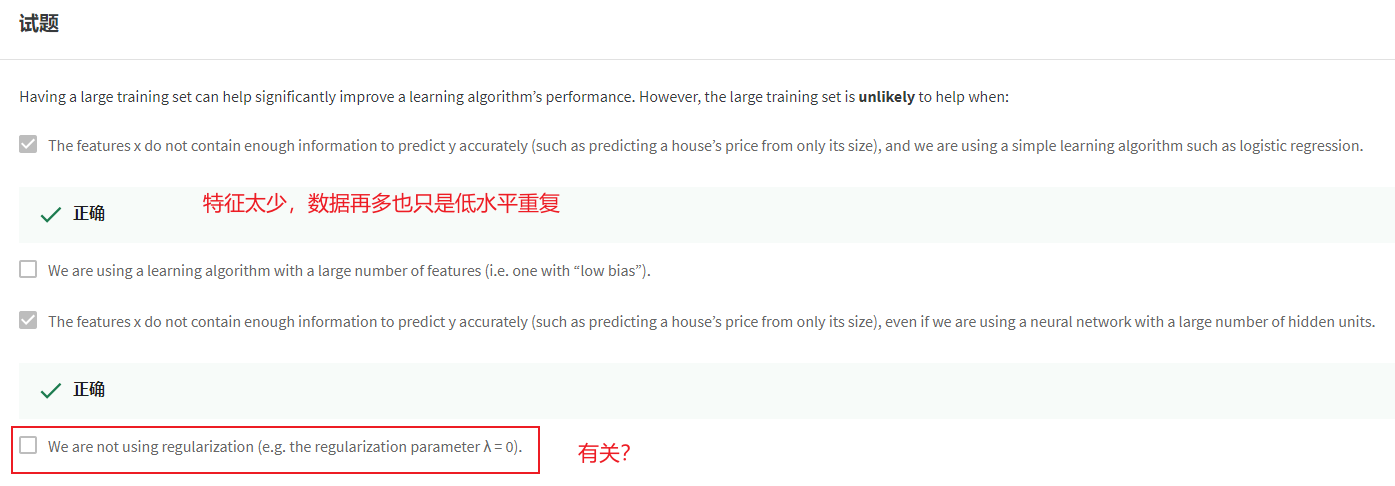 试题
Having a large training set can help significantly improve a learning algorithm’s performance. However, the large training set is unlikely to help when:
The features x do not contain enough information to predict y accurately (such as predicting a house’s price from only its size), and we are using a simple learning algorithm such as logistic regression.
正确
特征太少，数据再多也只是低水平重复
We are using a learning algorithm with a large number of features (i.e. one with “low bias”).
The features x do not contain enough information to predict y accurately (such as predicting a house’s price from only its size), even if we are using a neural network with a large number of hidden units.
正确
We are not using regularization (e.g. the regularization parameter λ = 0).
有关？